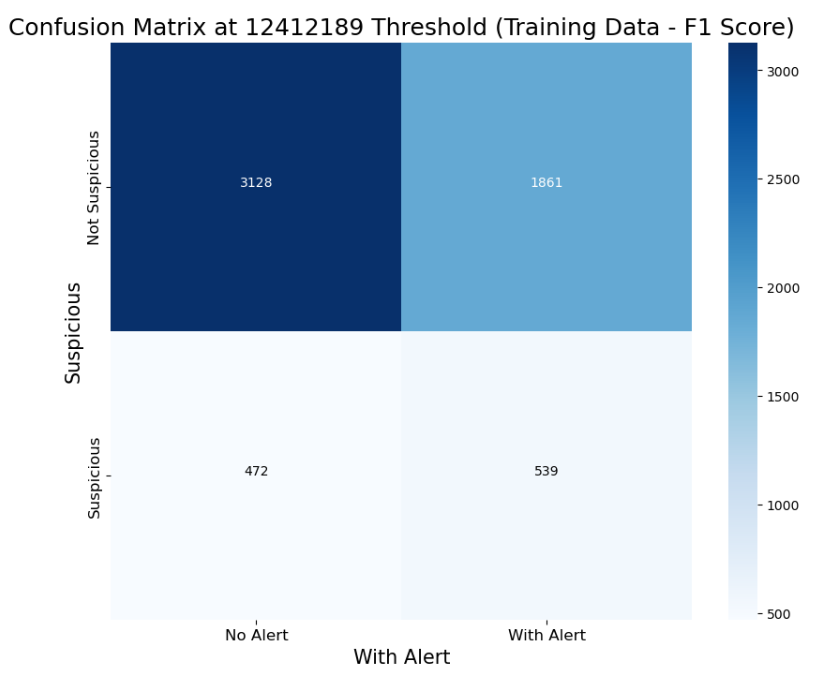 Confusion Matrix at 12412189 Threshold (Training Data - F1 Score)
3000
2500
2000
1500
1000
500
Suspicious
Not Suspicious
Suspicious
3128
1861
472
539
No Alert
With Alert
With Alert